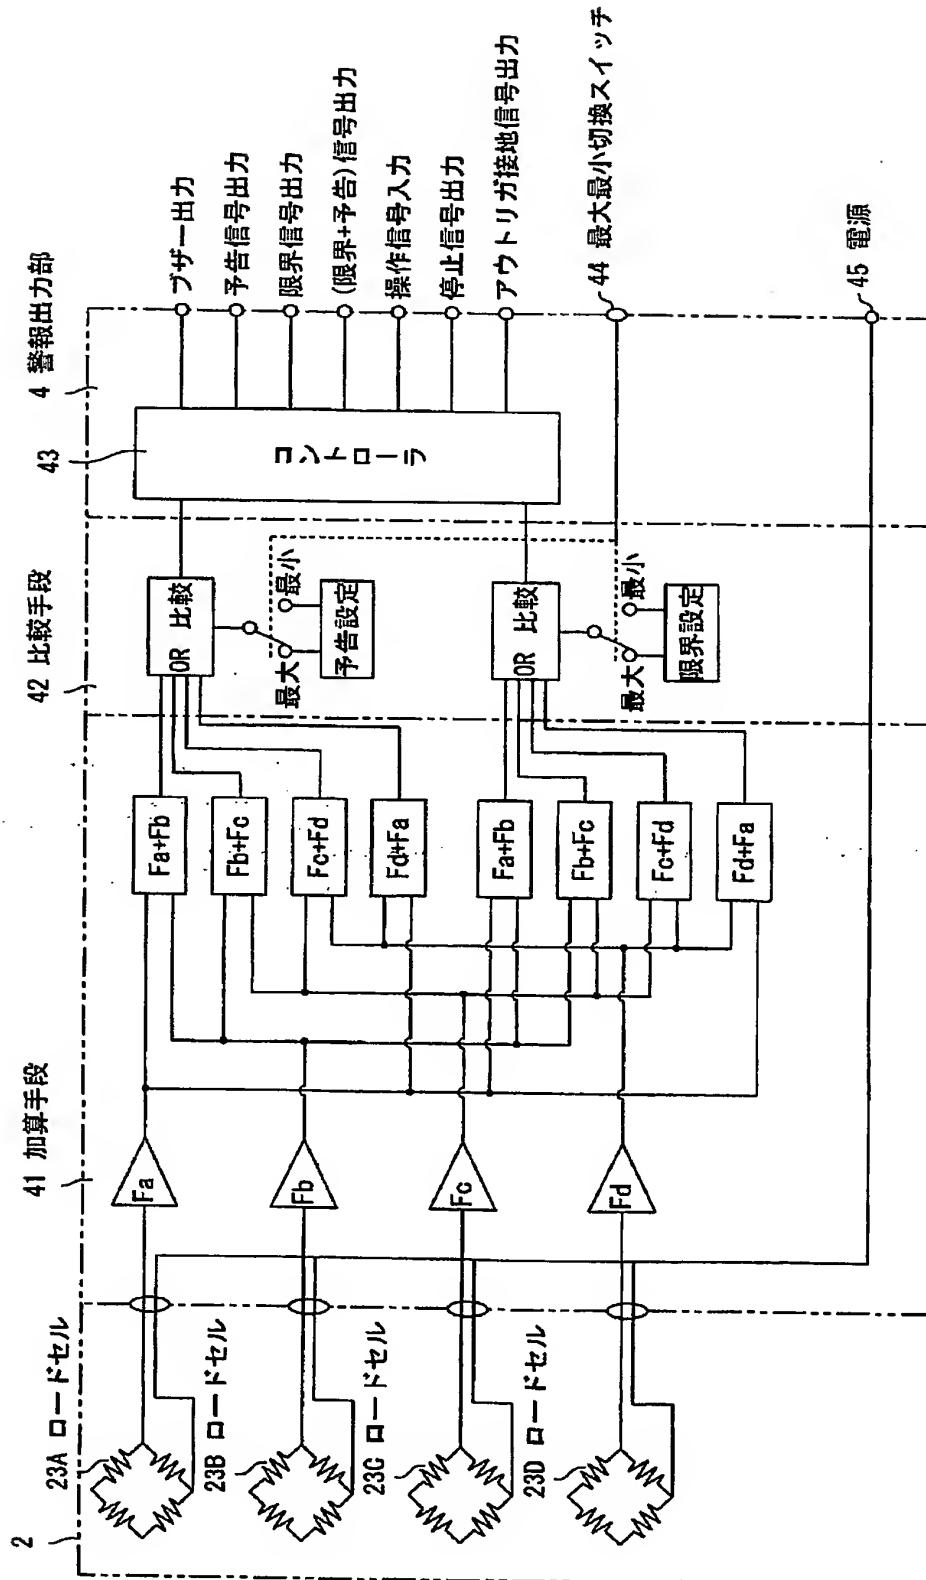 2
23A ロードセル
23B ロードセル
23C ロードセル
23D ロードセル
41 加算手段
Fa
Fb
Fc
Fd
Fa+Fb
Fb+Fc
Fc+Fd
Fd+Fa
Fa+Fb
Fb+Fc
Fc+Fd
Fd+Fa
42 比較手段
OR 比較
最大
最小
予告設定
OR 比較
最大
最小
限界設定
4 警報出力部
43
コントローラ
ブザー出力
予告信号出力
限界信号出力
(限界+予告)信号出力
操作信号入力
停止信号出力
アウトリガ接地信号出力
44 最大最小切換スイッチ
45 電源